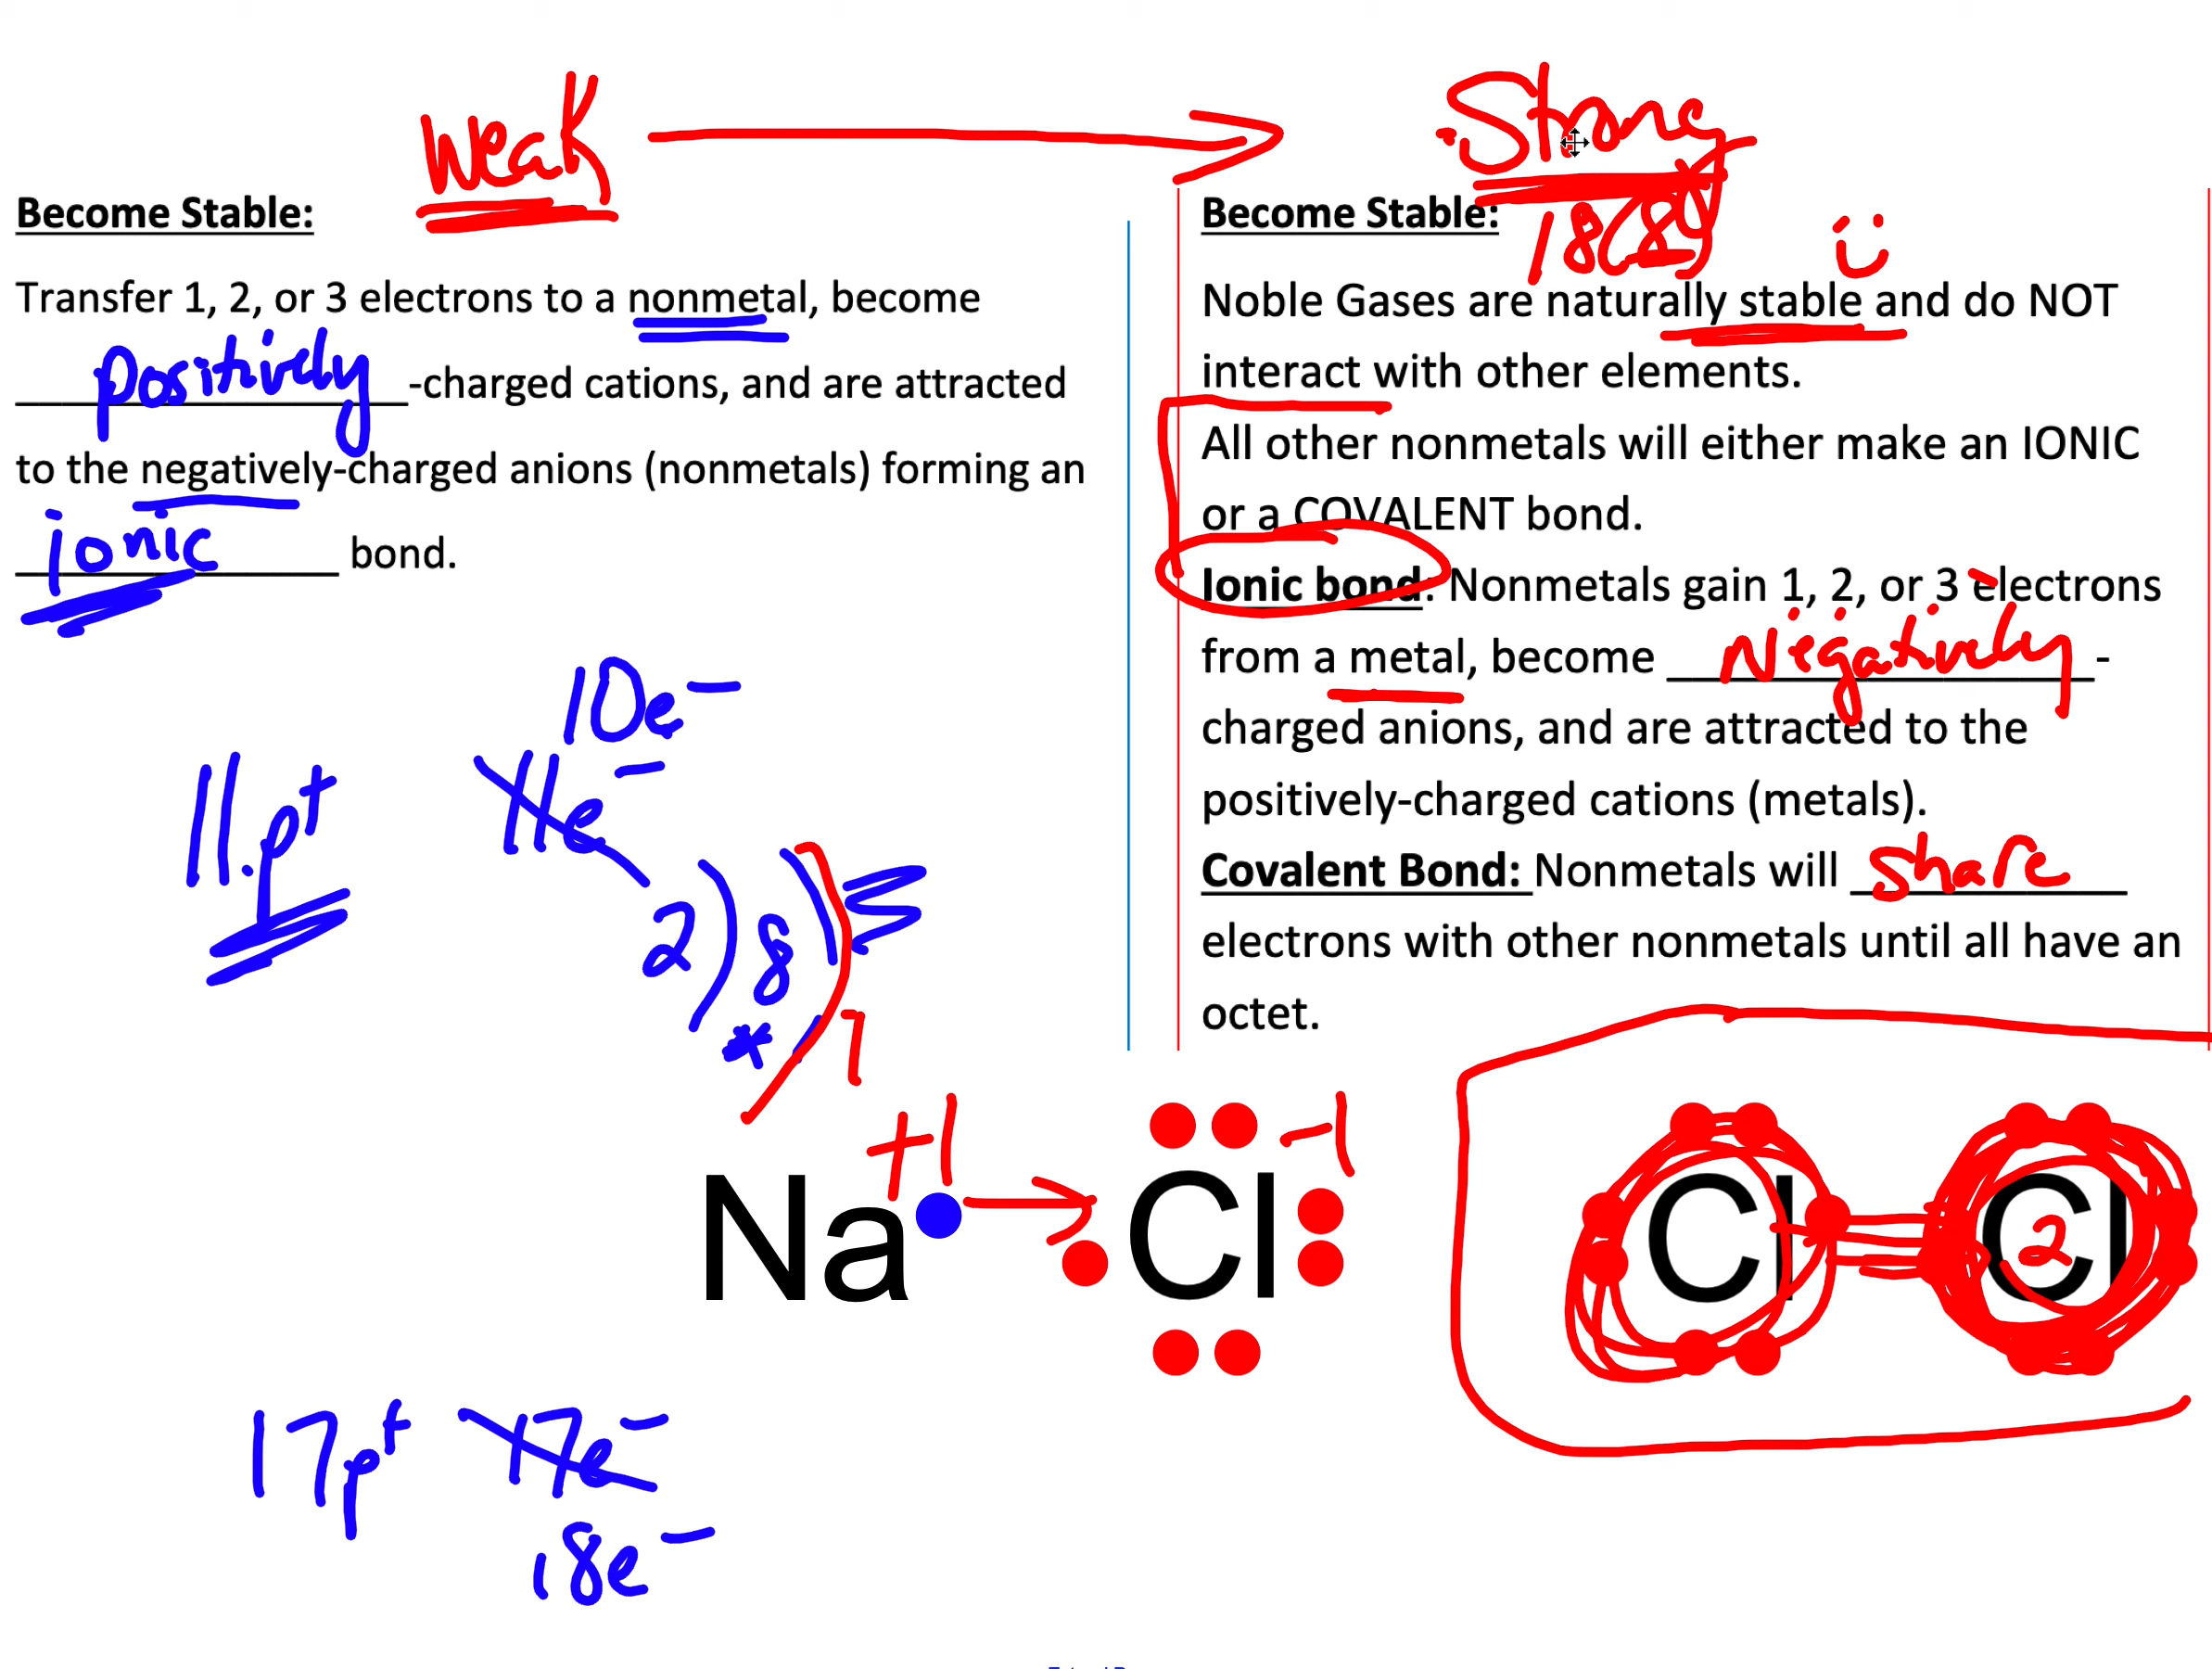 Weak
Strong
18 (8A)
Become Stable:
Transfer 1, 2, or 3 electrons to a nonmetal, become
positively -charged cations, and are attracted
to the negatively-charged anions (nonmetals) forming an
ionic bond.
Become Stable:
Noble Gases are naturally stable and do NOT
interact with other elements.
All other nonmetals will either make an IONIC
or a COVALENT bond.
Ionic bond: Nonmetals gain 1, 2, or 3 electrons
from a metal, become Negatively -
charged anions, and are attracted to the
positively-charged cations (metals).
Covalent Bond: Nonmetals will share
electrons with other nonmetals until all have an
octet.
10e⁻
11p⁺ 11e⁻
2) 8) 1
+1 -1
Na Cl
Cl Cl
2
17p⁺ 17e⁻
18e⁻